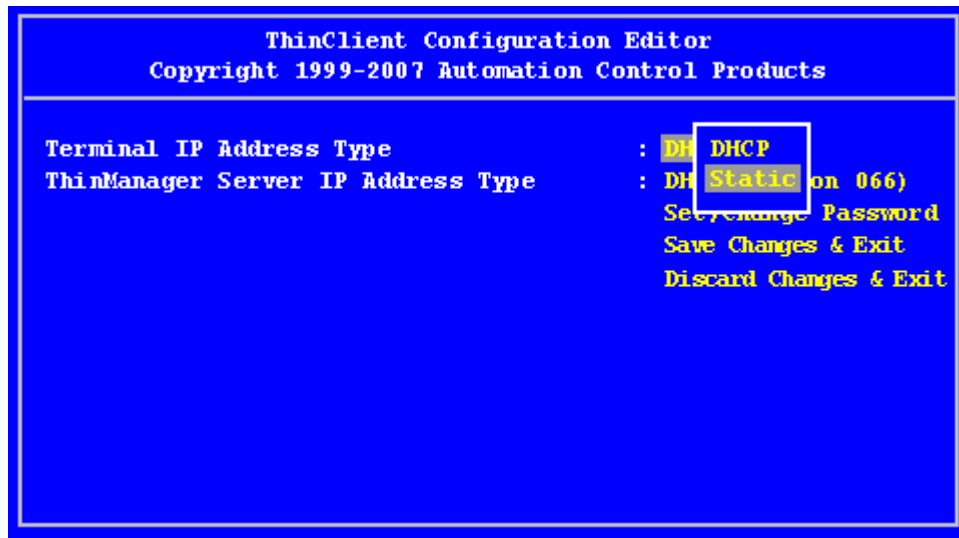 ThinClient Configuration Editor
Copyright 1999-2007 Automation Control Products
Terminal IP Address Type : DH
DHCP
ThinManager Server IP Address Type : DH on 066)
Static
Password
Save Changes & Exit
Discard Changes & Exit